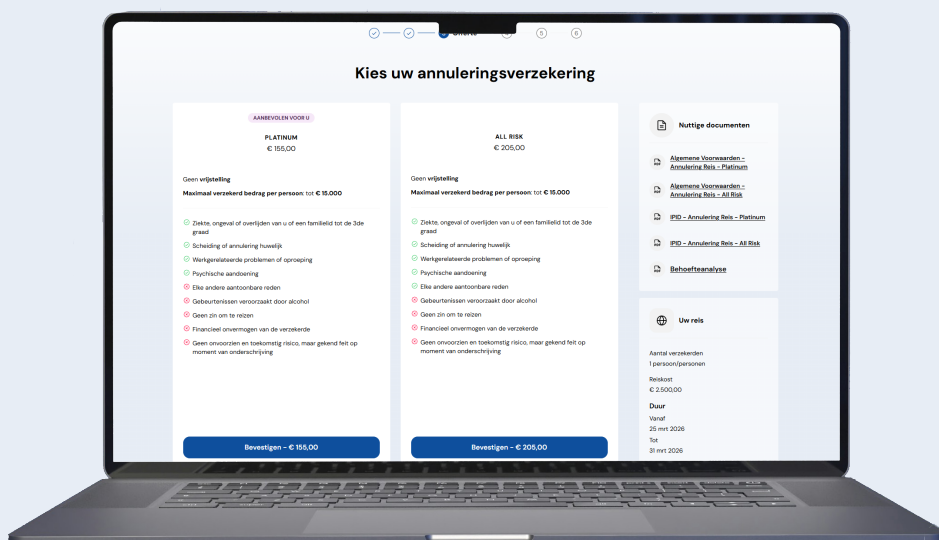 5
6
Kies uw annuleringsverzekering
AANBEVOLEN VOOR U
PLATINUM
€ 155,00
Geen vrijstelling
Maximaal verzekerd bedrag per persoon: tot € 15.000
Ziekte, ongeval of overlijden van u of een familielid tot de 3de
graad
Scheiding of annulering huwelijk
Werkgerelateerde problemen of oproeping
Psychische aandoening
Elke andere aantoonbare reden
Gebeurtenissen veroorzaakt door alcohol
Geen zin om te reizen
Financieel onvermogen van de verzekerde
Geen onvoorzien en toekomstig risico, maar gekend feit op
moment van onderschrijving
Bevestigen - € 155,00
ALL RISK
€ 205,00
Geen vrijstelling
Maximaal verzekerd bedrag per persoon: tot € 15.000
Ziekte, ongeval of overlijden van u of een familielid tot de 3de
graad
Scheiding of annulering huwelijk
Werkgerelateerde problemen of oproeping
Psychische aandoening
Elke andere aantoonbare reden
Gebeurtenissen veroorzaakt door alcohol
Geen zin om te reizen
Financieel onvermogen van de verzekerde
Geen onvoorzien en toekomstig risico, maar gekend feit op
moment van onderschrijving
Bevestigen - € 205,00
Nuttige documenten
Algemene Voorwaarden -
Annulering Reis - Platinum
Algemene Voorwaarden -
Annulering Reis - All Risk
IPID - Annulering Reis - Platinum
IPID - Annulering Reis - All Risk
Behoefteanalyse
Uw reis
Aantal verzekerden
1 persoon/personen
Reiskost
€ 2.500,00
Duur
Vanaf
25 mrt 2026
Tot
31 mrt 2026